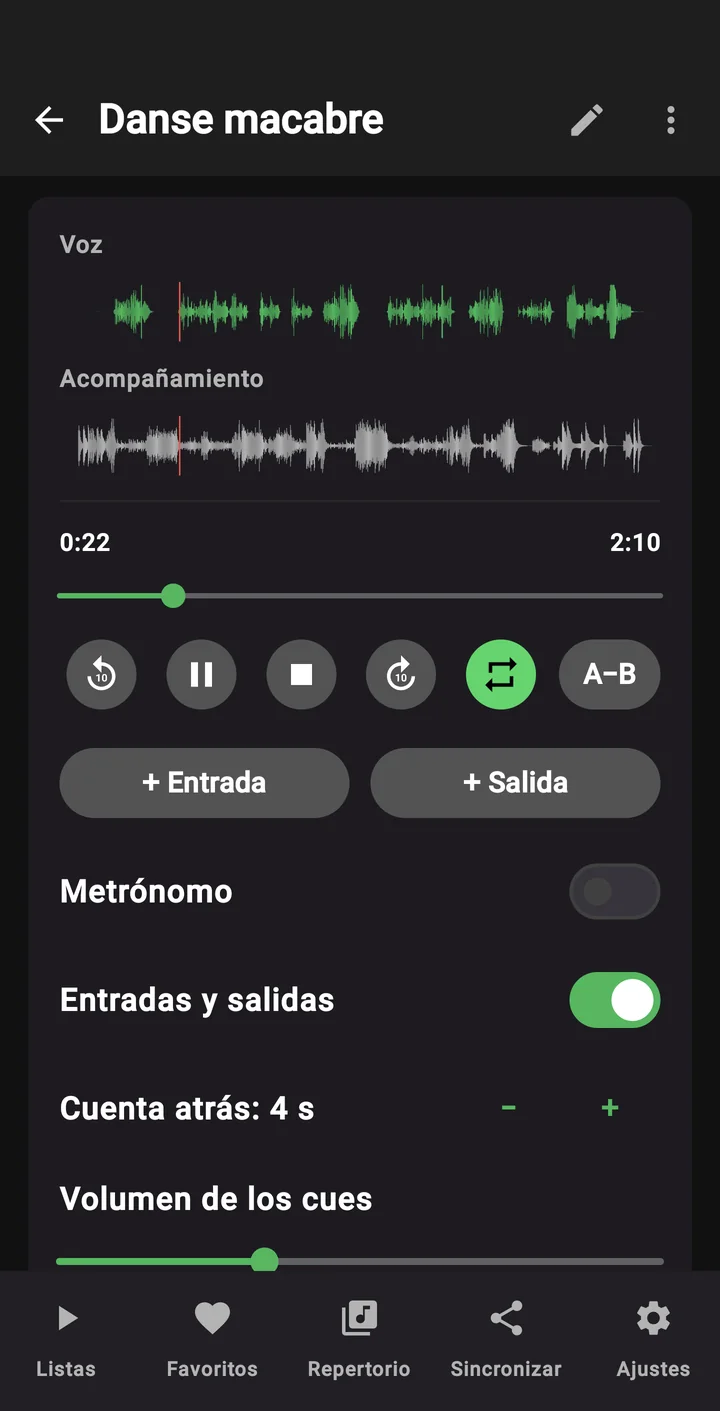 Danse macabre
Voz
Acompañamiento
0:22 2:10
10 10 A-B
+ Entrada + Salida
Metrónomo
Entradas y salidas
Cuenta atrás: 4 s - +
Volumen de los cues
Listas Favoritos Repertorio Sincronizar Ajustes